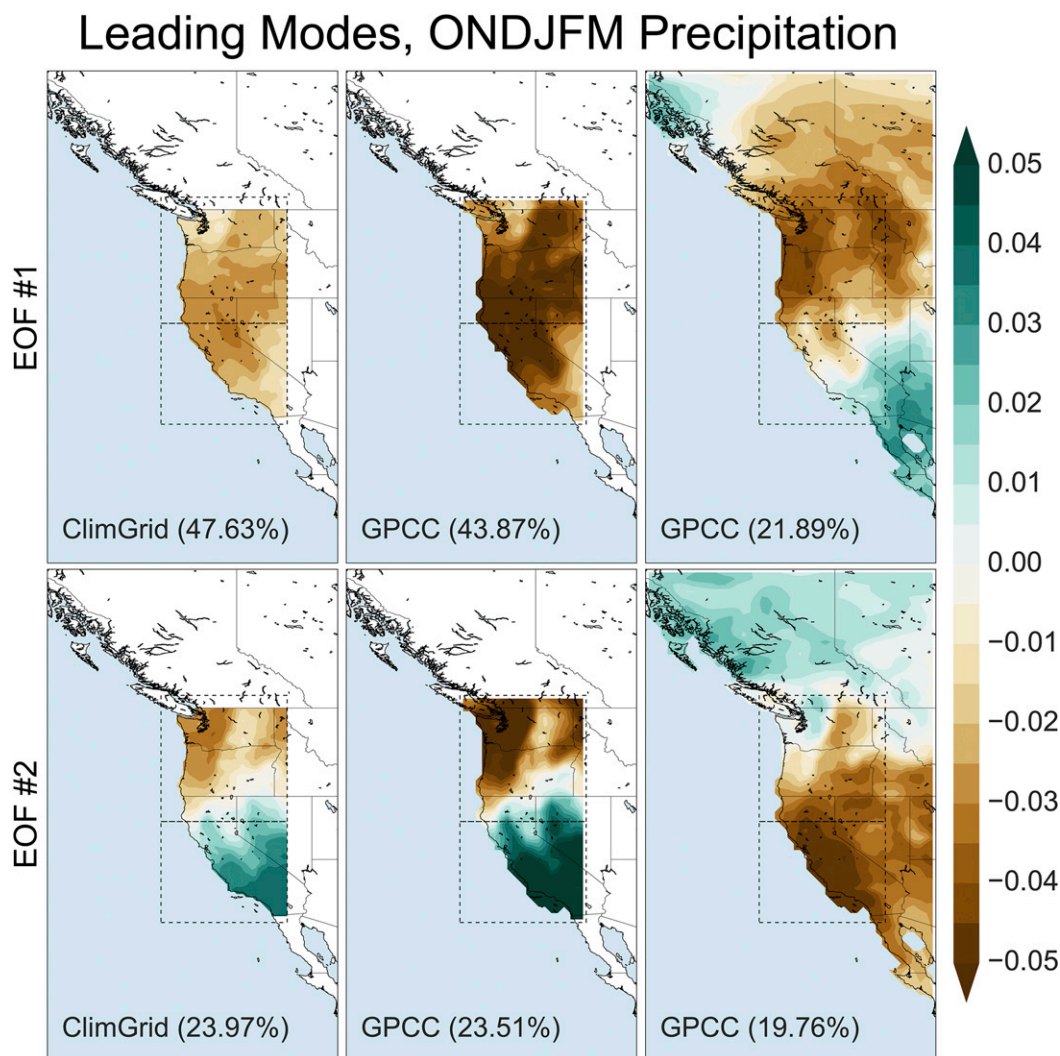 Leading Modes, ONDJFM Precipitation
EOF #1
ClimGrid (47.63%)
GPCC (43.87%)
GPCC (21.89%)
EOF #2
ClimGrid (23.97%)
GPCC (23.51%)
GPCC (19.76%)
0.05
0.04
0.03
0.02
0.01
0.00
−0.01
−0.02
−0.03
−0.04
−0.05